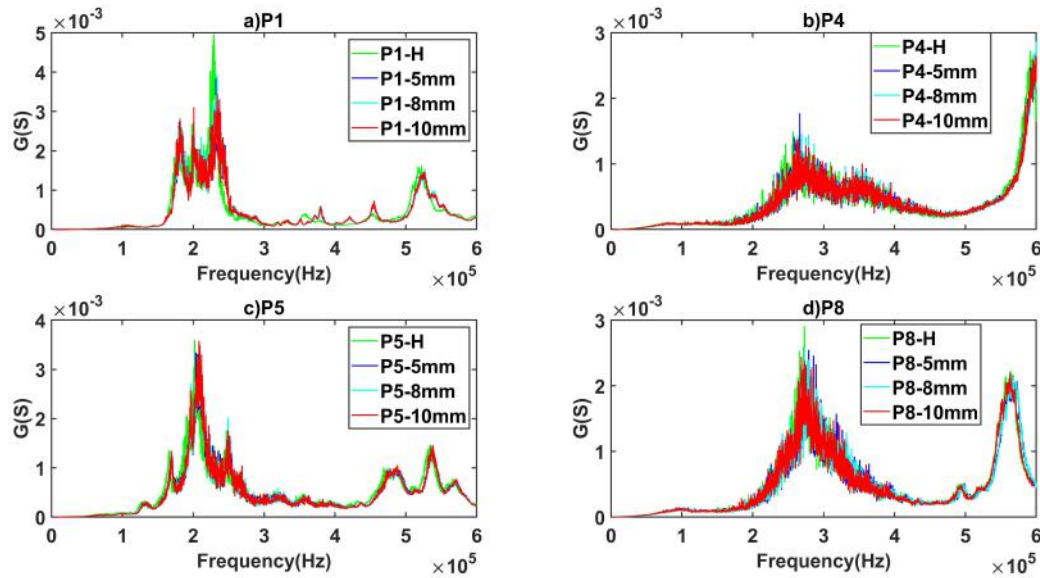 a)P1
×10⁻³
5
4
3
2
1
0
G(S)
P1-H
P1-5mm
P1-8mm
P1-10mm
0 1 2 3 4 5 6
Frequency(Hz)
×10⁵
b)P4
×10⁻³
3
2
1
0
G(S)
P4-H
P4-5mm
P4-8mm
P4-10mm
0 1 2 3 4 5 6
Frequency(Hz)
×10⁵
c)P5
×10⁻³
4
3
2
1
0
G(S)
P5-H
P5-5mm
P5-8mm
P5-10mm
0 1 2 3 4 5 6
Frequency(Hz)
×10⁵
d)P8
×10⁻³
3
2
1
0
G(S)
P8-H
P8-5mm
P8-8mm
P8-10mm
0 1 2 3 4 5 6
Frequency(Hz)
×10⁵